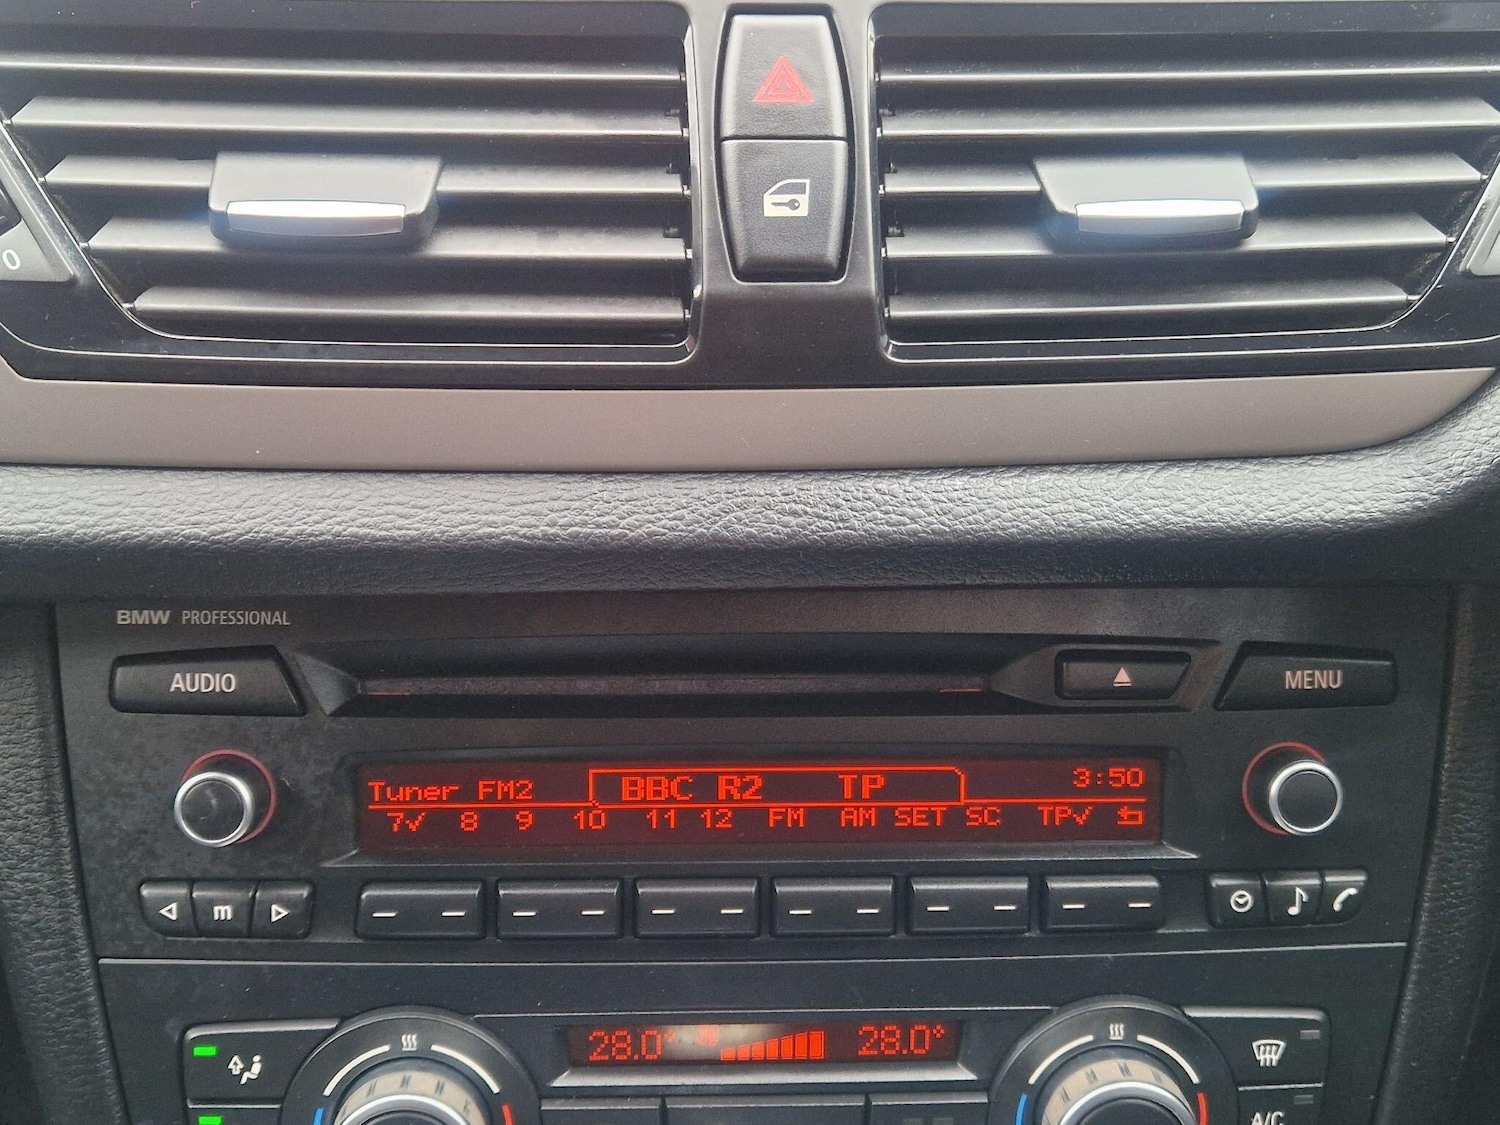 0
BMW PROFESSIONAL
AUDIO
MENU
Tuner FM2 BBC R2 TP 3:50
7✓ 8 9 10 11 12 FM AM SET SC TP✓
m
28.0° 28.0°
A/C